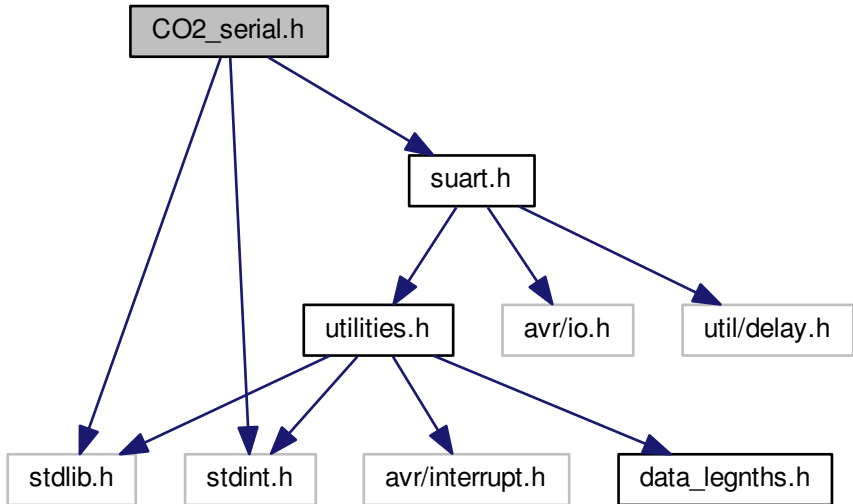 CO2_serial.h
suart.h
utilities.h
avr/io.h
util/delay.h
stdlib.h
stdint.h
avr/interrupt.h
data_legnths.h